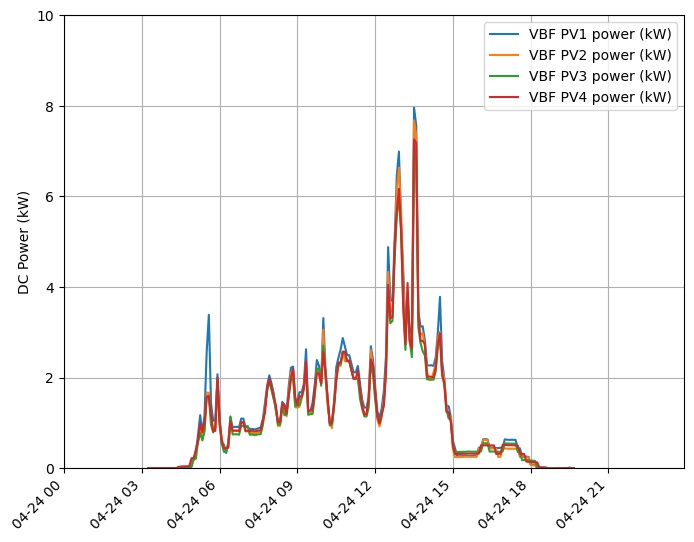 10
8
6
4
2
0
DC Power (kW)
VBF PV1 power (kW)
VBF PV2 power (kW)
VBF PV3 power (kW)
VBF PV4 power (kW)
04-24 00
04-24 03
04-24 06
04-24 09
04-24 12
04-24 15
04-24 18
04-24 21